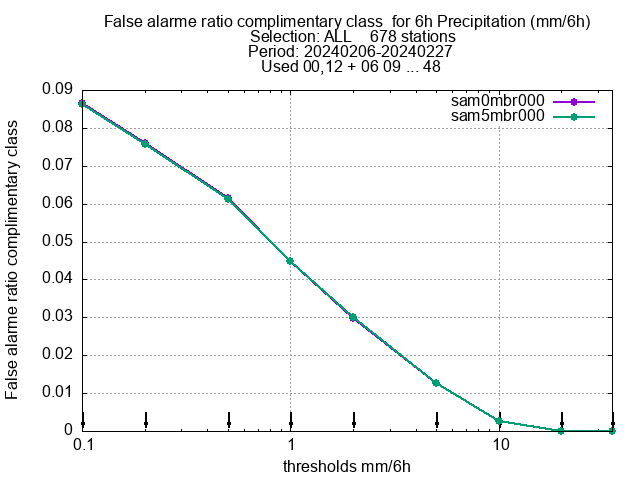 False alarme ratio complimentary class  for 6h Precipitation (mm/6h)
Selection: ALL    678 stations
Period: 20240206-20240227
Used 00,12 + 06 09 ... 48
sam0mbr000
sam5mbr000
0.09
0.08
0.07
0.06
0.05
0.04
0.03
0.02
0.01
0
False alarme ratio complimentary class
0.1
1
10
thresholds mm/6h